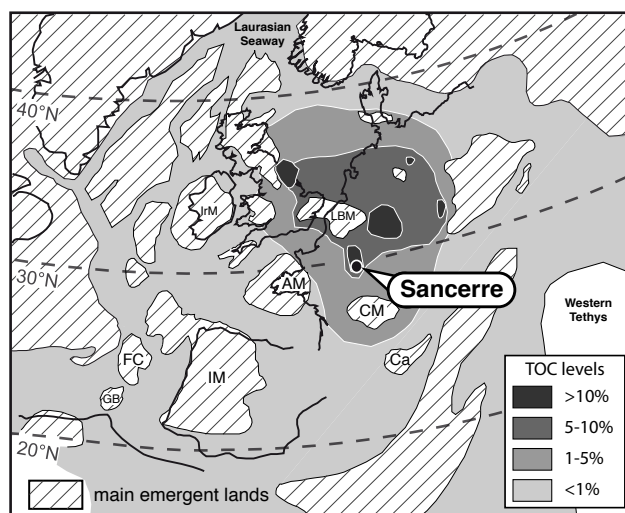 Laurasian
Seaway
40°N
IrM
LBM
30°N
AM
Sancerre
CM
Western
Tethys
FC
IM
Ca
GB
TOC levels
>10%
5-10%
1-5%
<1%
20°N
main emergent lands